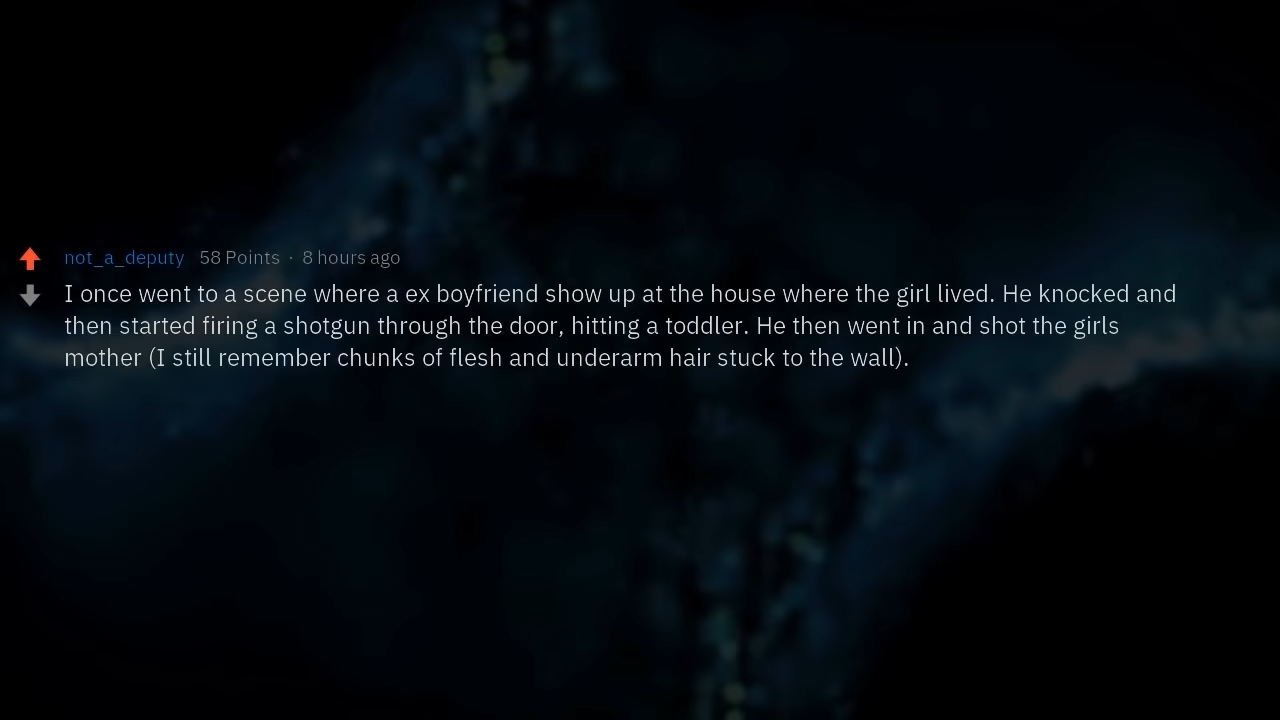 not_a_deputy 58 Points · 8 hours ago
I once went to a scene where a ex boyfriend show up at the house where the girl lived. He knocked and
then started firing a shotgun through the door, hitting a toddler. He then went in and shot the girls
mother (I still remember chunks of flesh and underarm hair stuck to the wall).